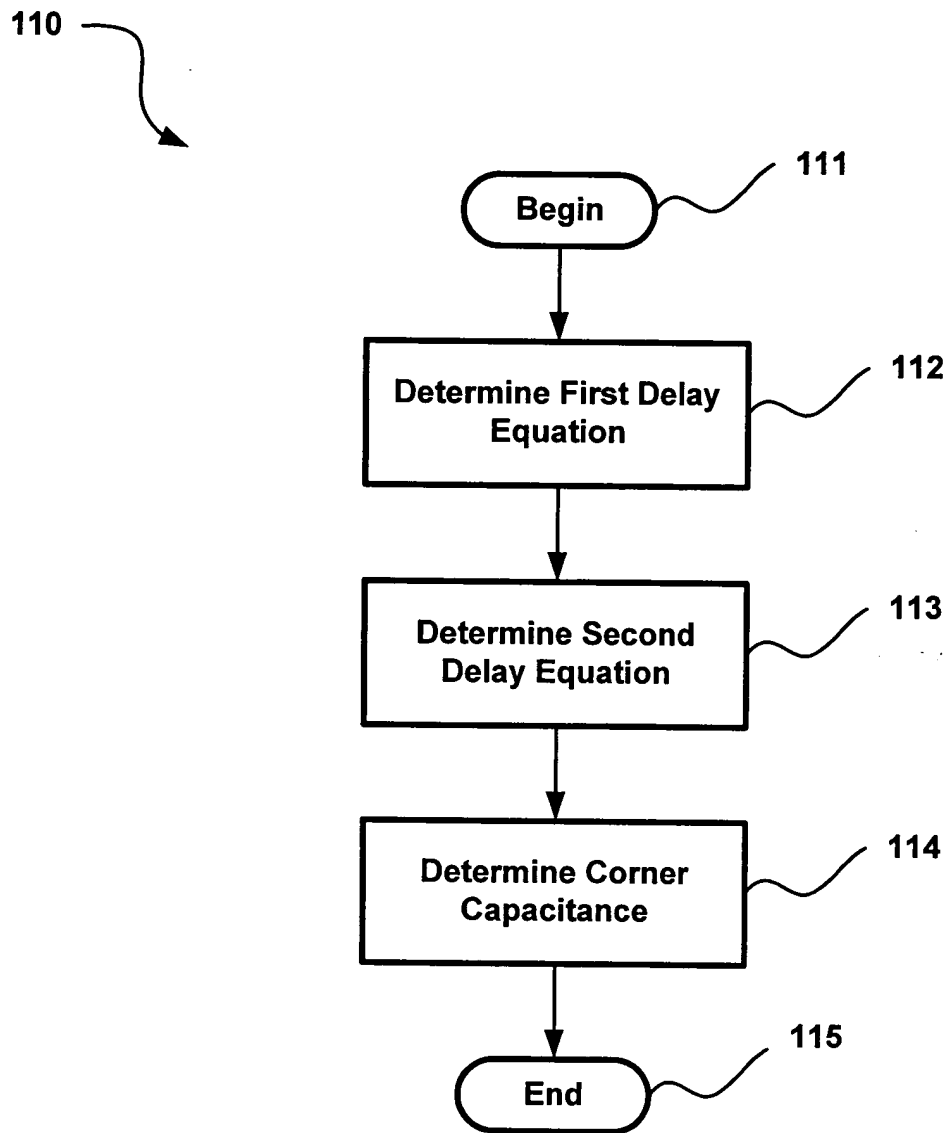 110
111
Begin
112
Determine First Delay
Equation
113
Determine Second
Delay Equation
114
Determine Corner
Capacitance
115
End